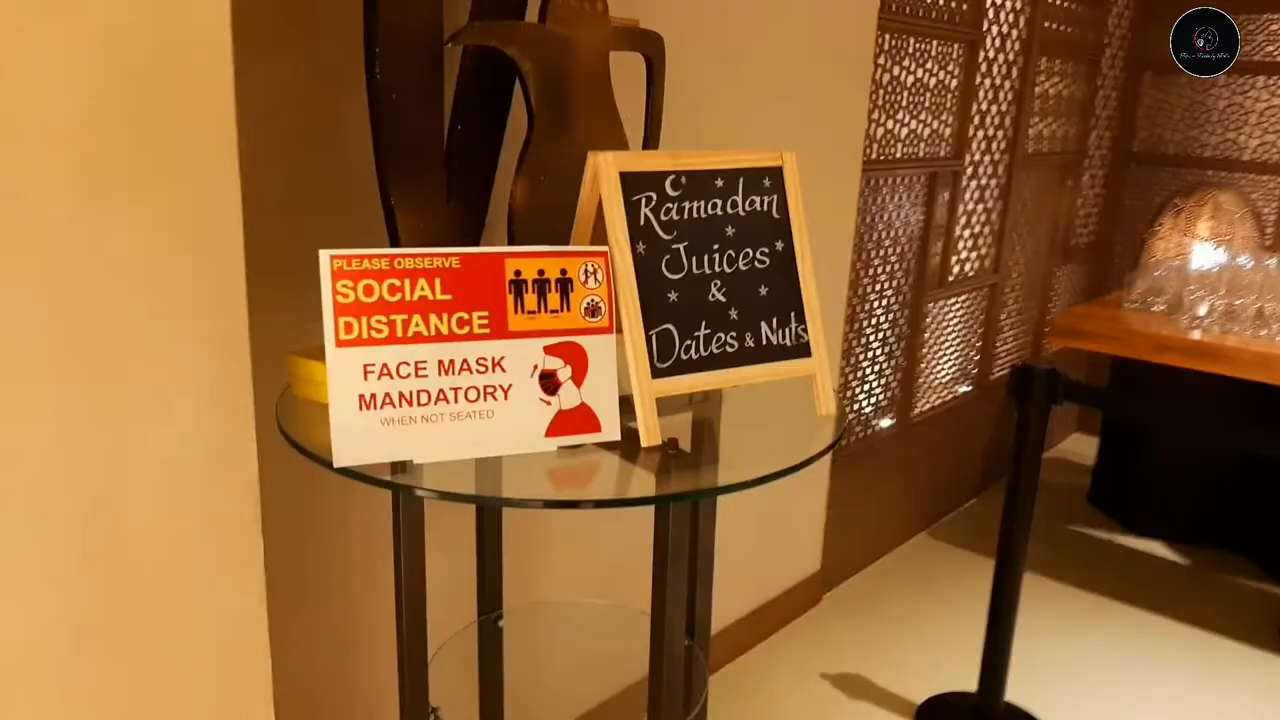 PLEASE OBSERVE
SOCIAL
DISTANCE
FACE MASK
MANDATORY
WHEN NOT SEATED
Ramadan
Juices
&
Dates & Nuts